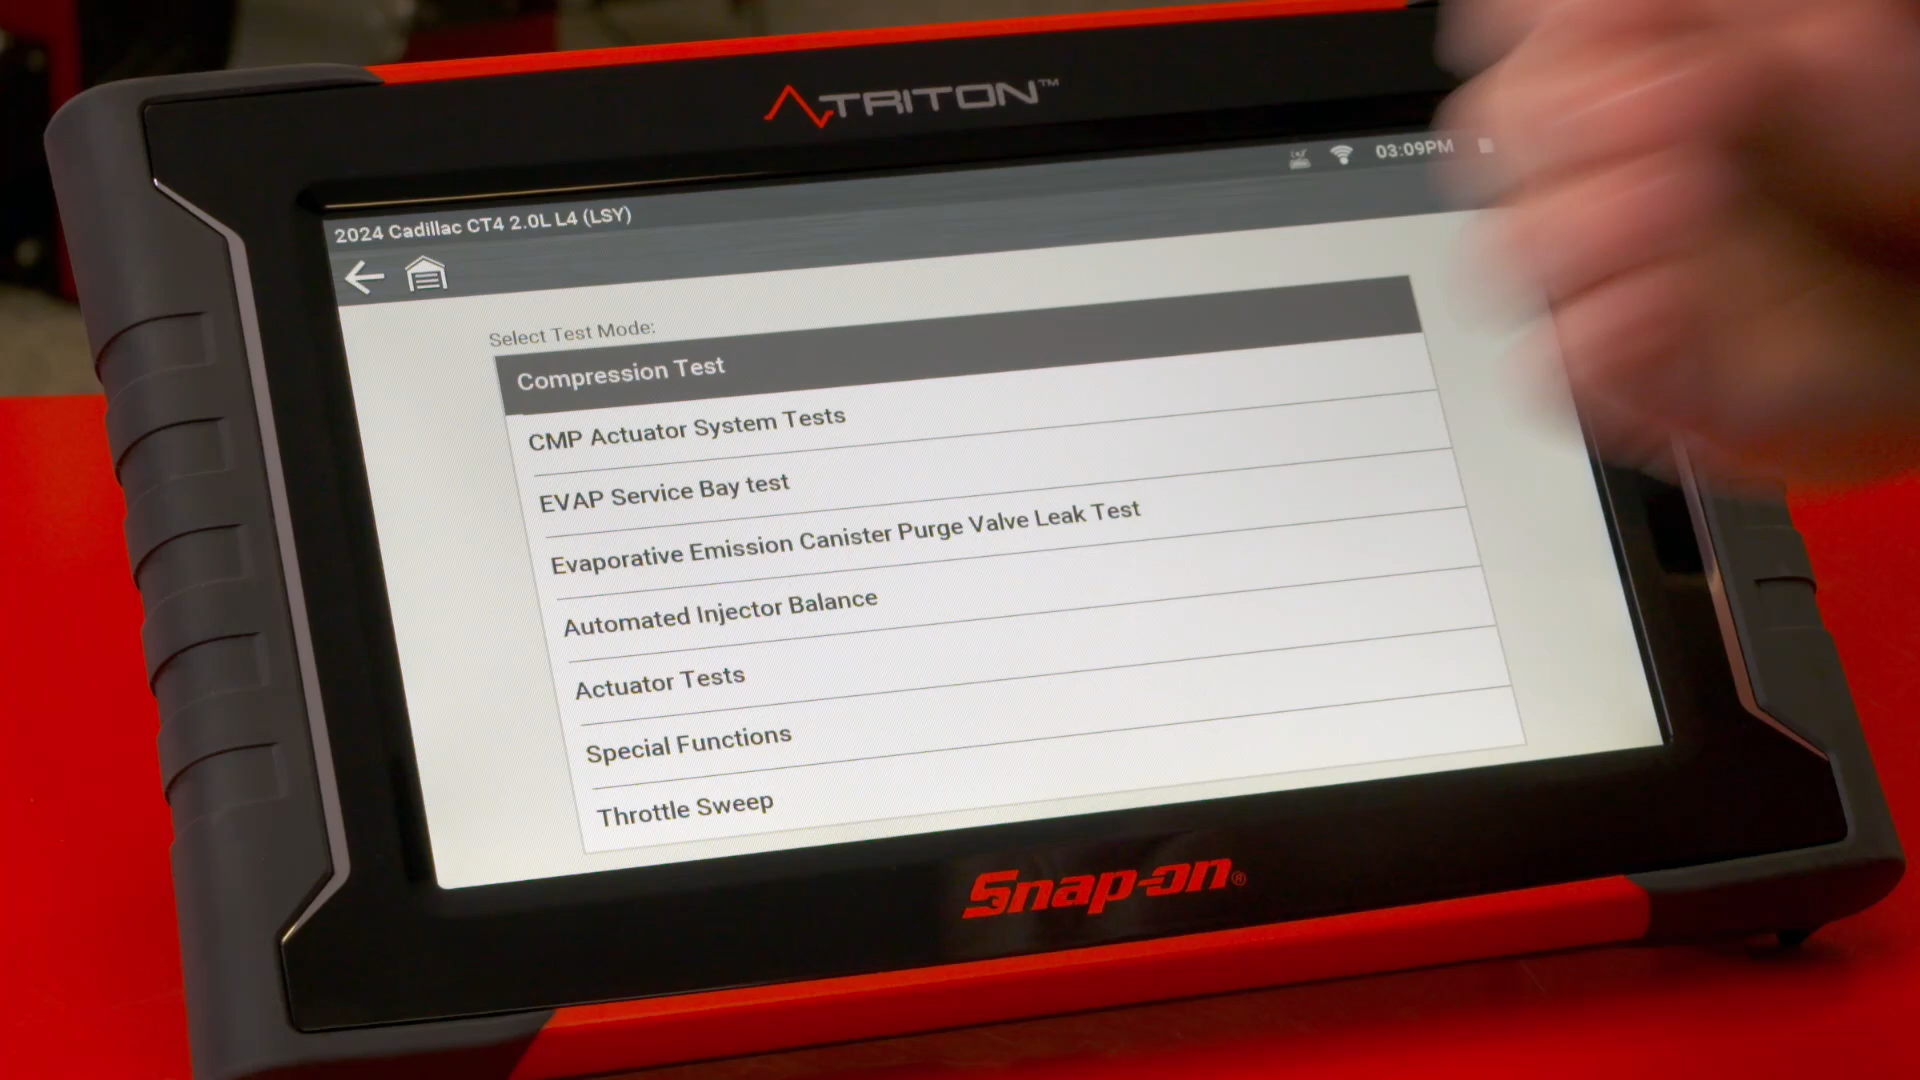 TRITON™
03:09PM
2024 Cadillac CT4 2.0L L4 (LSY)
Select Test Mode:
Compression Test
CMP Actuator System Tests
EVAP Service Bay test
Evaporative Emission Canister Purge Valve Leak Test
Automated Injector Balance
Actuator Tests
Special Functions
Throttle Sweep
Snap-on®